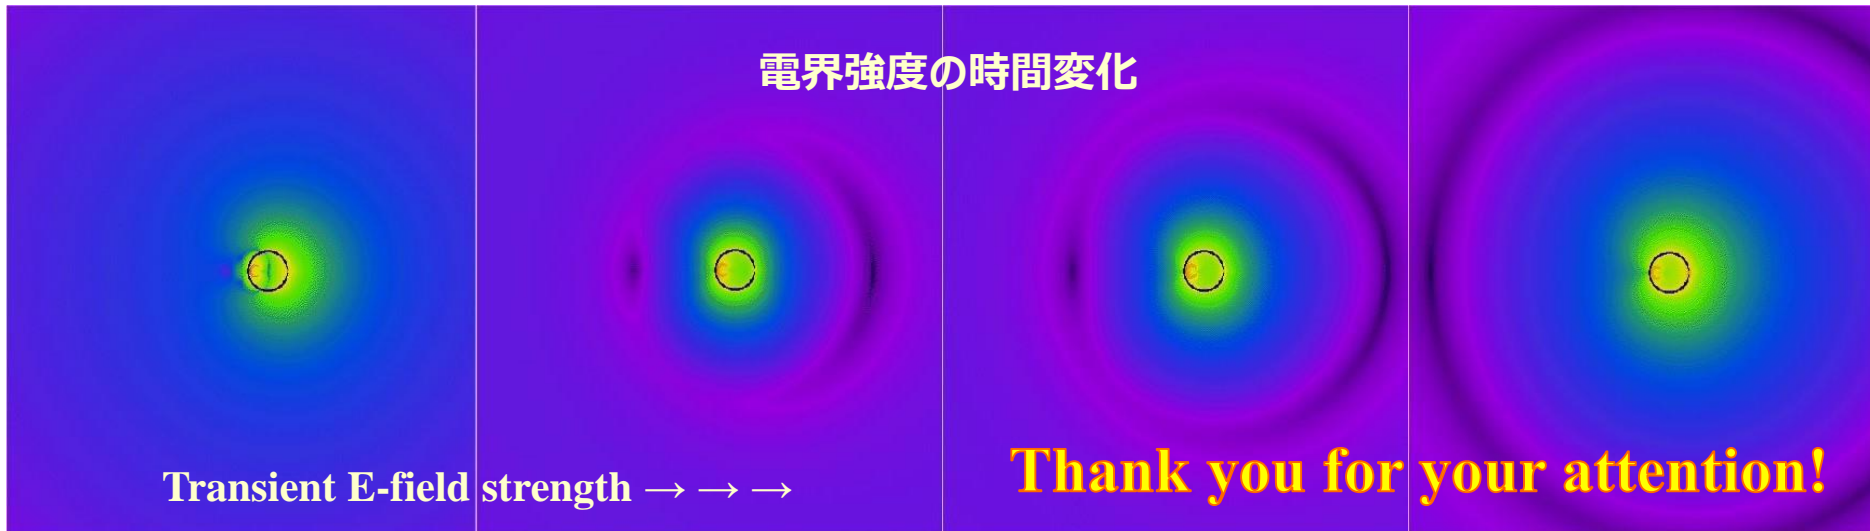 電界強度の時間変化
Transient E-field strength → → →
Thank you for your attention!